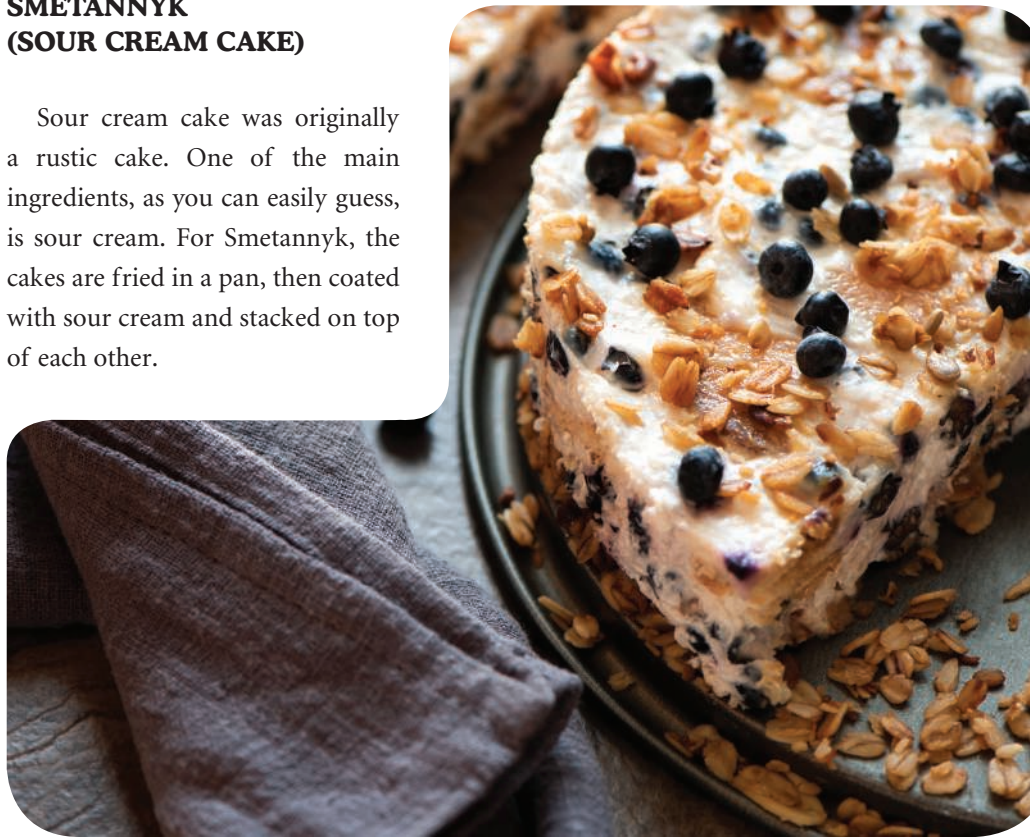 SMETANNYK
(SOUR CREAM CAKE)
Sour cream cake was originally
a rustic cake. One of the main
ingredients, as you can easily guess,
is sour cream. For Smetannyk, the
cakes are fried in a pan, then coated
with sour cream and stacked on top
of each other.